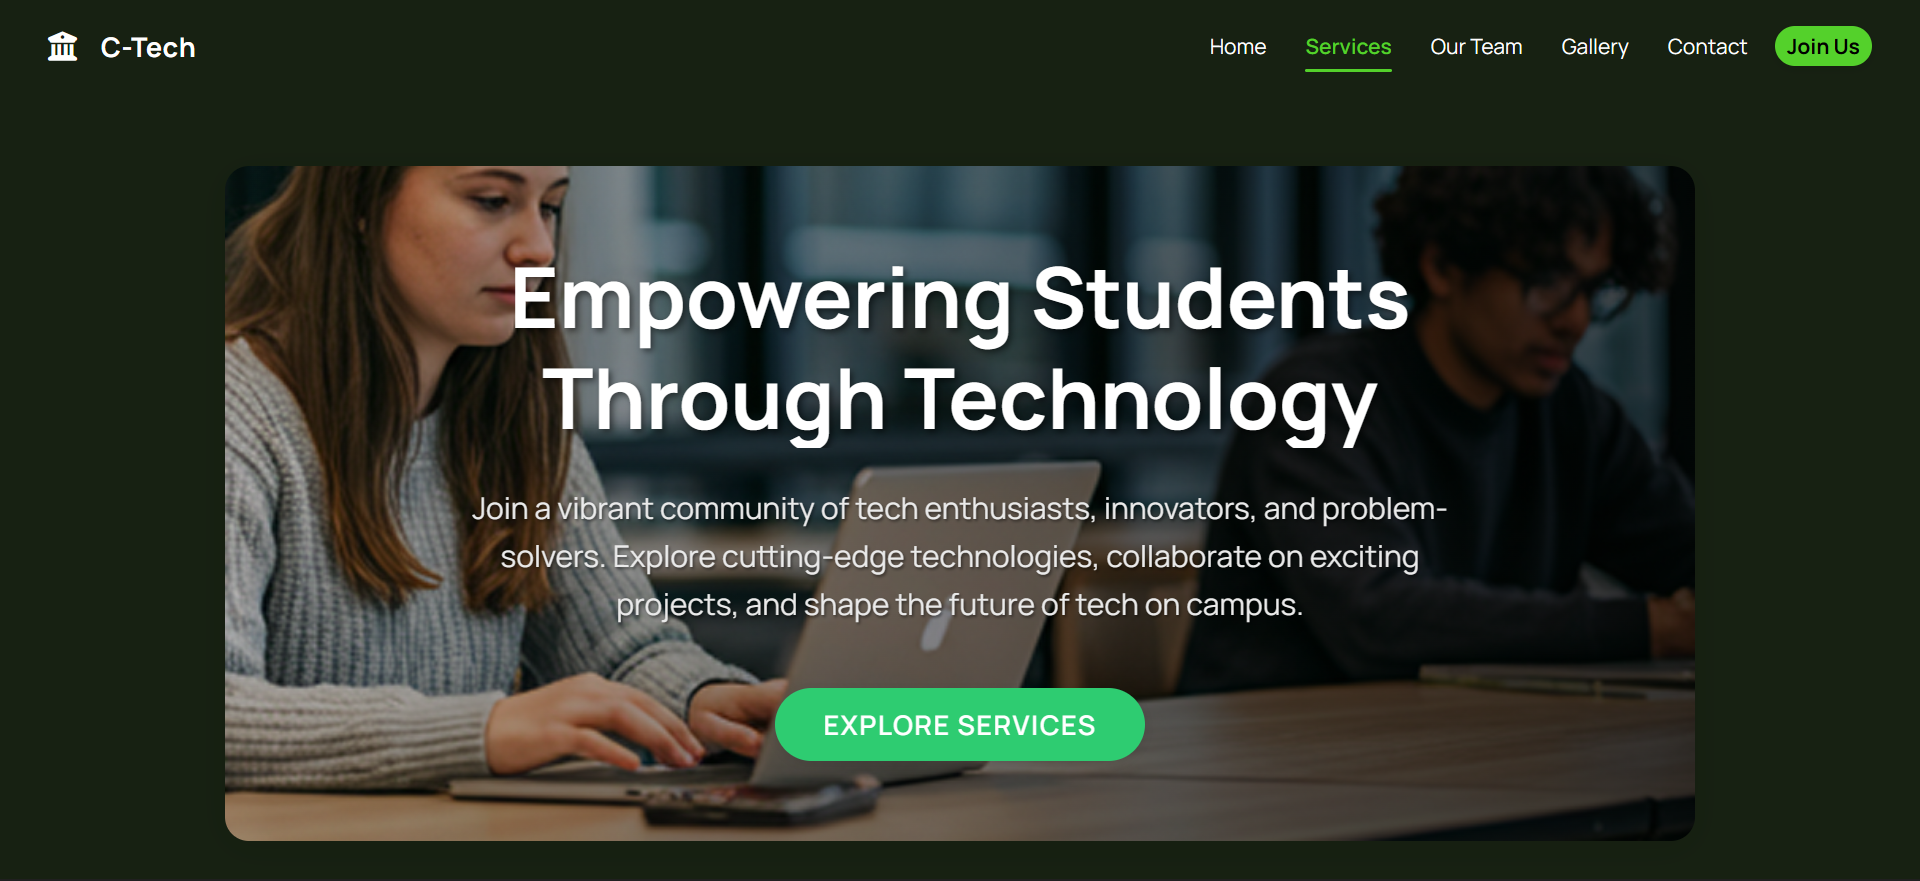 C-Tech
Home
Services
Our Team
Gallery
Contact
Join Us
Empowering Students
Through Technology
Join a vibrant community of tech enthusiasts, innovators, and problem-
solvers. Explore cutting-edge technologies, collaborate on exciting
projects, and shape the future of tech on campus.
EXPLORE SERVICES